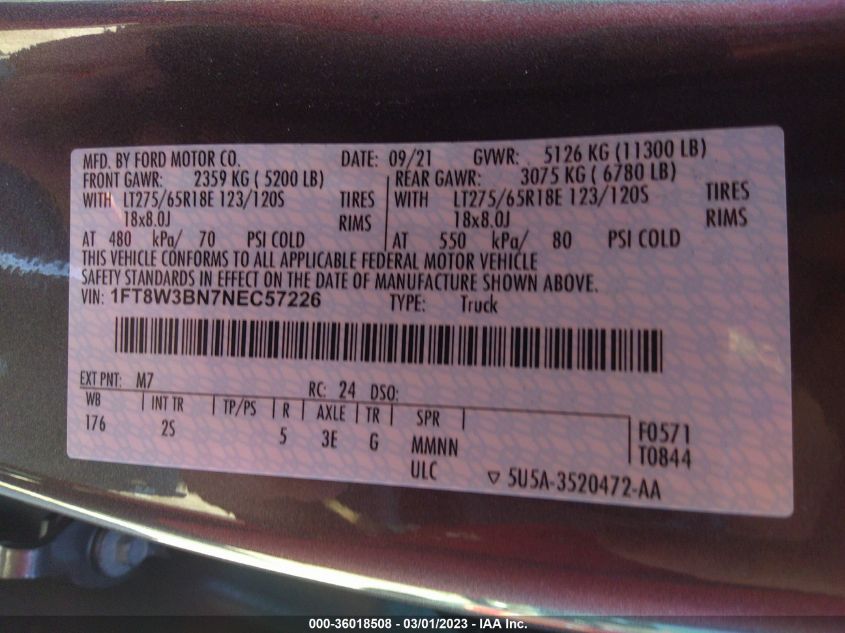 MFD. BY FORD MOTOR CO. DATE: 09/21 GVWR: 5126 KG (11300 LB)
FRONT GAWR: 2359 KG ( 5200 LB) REAR GAWR: 3075 KG ( 6780 LB)
WITH LT275/65R18E 123/120S TIRES WITH LT275/65R18E 123/120S TIRES
18x8.0J RIMS 18x8.0J RIMS
AT 480 kPa/ 70 PSI COLD AT 550 kPa/ 80 PSI COLD
THIS VEHICLE CONFORMS TO ALL APPLICABLE FEDERAL MOTOR VEHICLE
SAFETY STANDARDS IN EFFECT ON THE DATE OF MANUFACTURE SHOWN ABOVE.
VIN: 1FT8W3BN7NEC57226 TYPE: Truck
EXT PNT: M7 RC: 24 DSO:
WB INT TR TP/PS R AXLE TR SPR
176 2S 5 3E G MMNN F0571
ULC T0844
▽ 5U5A-3520472-AA
000-36018508 - 03/01/2023 - IAA Inc.